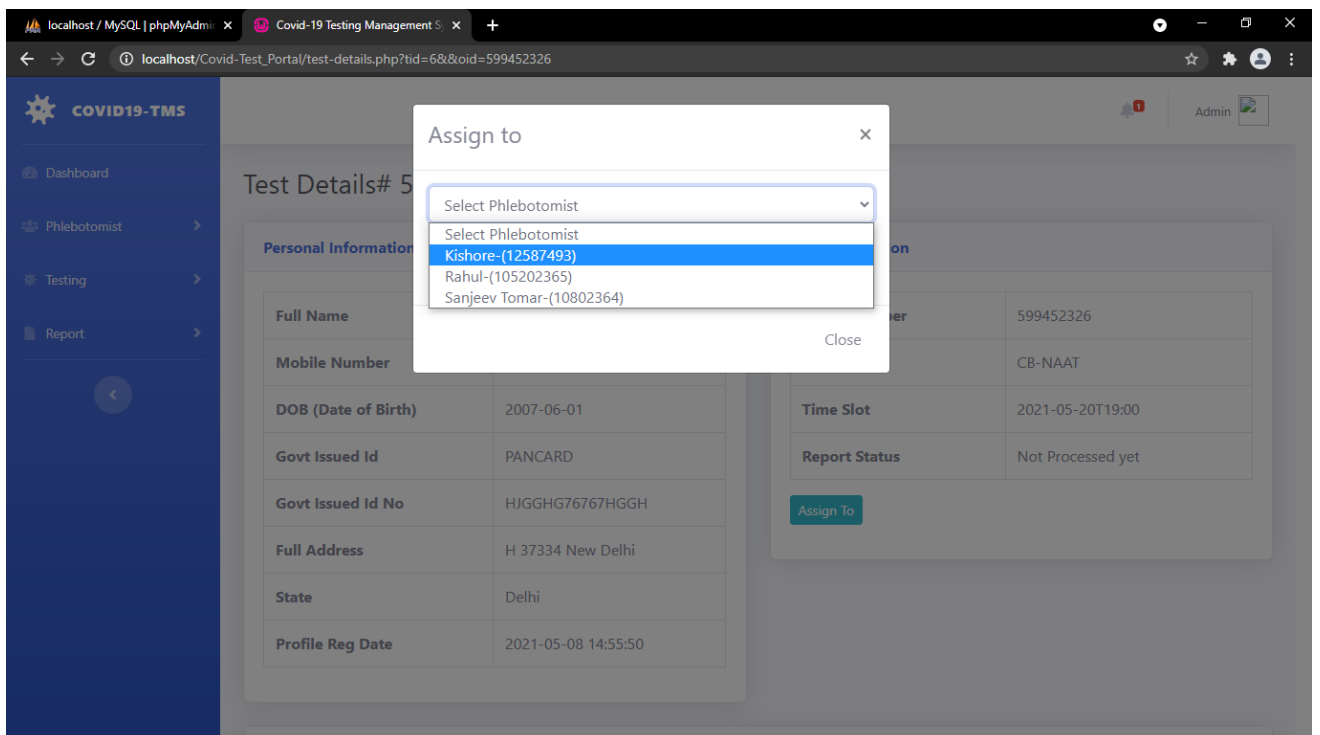 localhost / MySQL | phpMyAdmi
Covid-19 Testing Management Sy
localhost/Covid-Test_Portal/test-details.php?tid=6&&oid=599452326
COVID19-TMS
Dashboard
Phlebotomist
Testing
Report
1
Admin
Test Details# 5
Assign to
×
Select Phlebotomist
Select Phlebotomist
Kishore-(12587493)
Rahul-(105202365)
Sanjeev Tomar-(10802364)
Close
Personal Information
Full Name
Mobile Number
DOB (Date of Birth) 2007-06-01
Govt Issued Id PANCARD
Govt Issued Id No HJGGHG76767HGGH
Full Address H 37334 New Delhi
State Delhi
Profile Reg Date 2021-05-08 14:55:50
on
ber 599452326
CB-NAAT
Time Slot 2021-05-20T19:00
Report Status Not Processed yet
Assign To